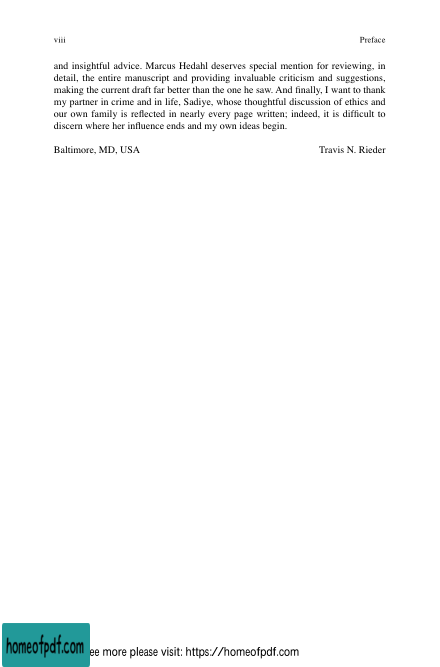 viii Preface
and insightful advice. Marcus Hedahl deserves special mention for reviewing, in
detail, the entire manuscript and providing invaluable criticism and suggestions,
making the current draft far better than the one he saw. And finally, I want to thank
my partner in crime and in life, Sadiye, whose thoughtful discussion of ethics and
our own family is reflected in nearly every page written; indeed, it is difficult to
discern where her influence ends and my own ideas begin.
Baltimore, MD, USA Travis N. Rieder
homeofpdf.com
ee more please visit: https://homeofpdf.com